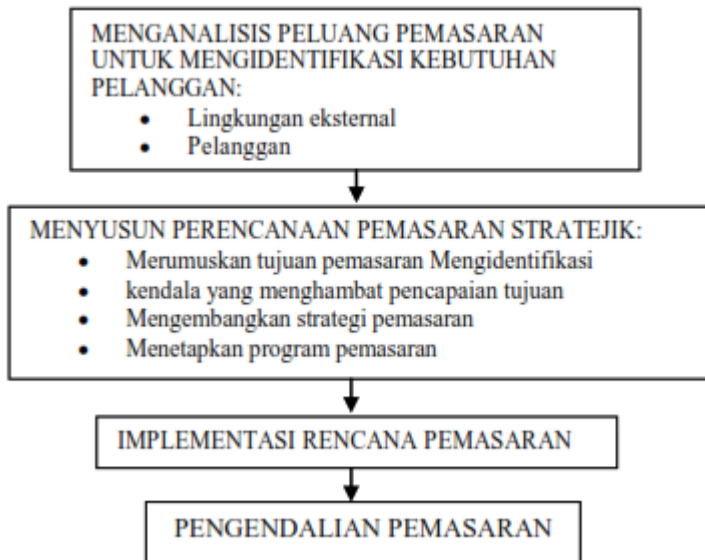 MENGANALISIS PELUANG PEMASARAN
UNTUK MENGIDENTIFIKASI KEBUTUHAN
PELANGGAN:
• Lingkungan eksternal
• Pelanggan
MENYUSUN PERENCANAAN PEMASARAN STRATEJIK:
• Merumuskan tujuan pemasaran Mengidentifikasi
• kendala yang menghambat pencapaian tujuan
• Mengembangkan strategi pemasaran
• Menetapkan program pemasaran
IMPLEMENTASI RENCANA PEMASARAN
PENGENDALIAN PEMASARAN